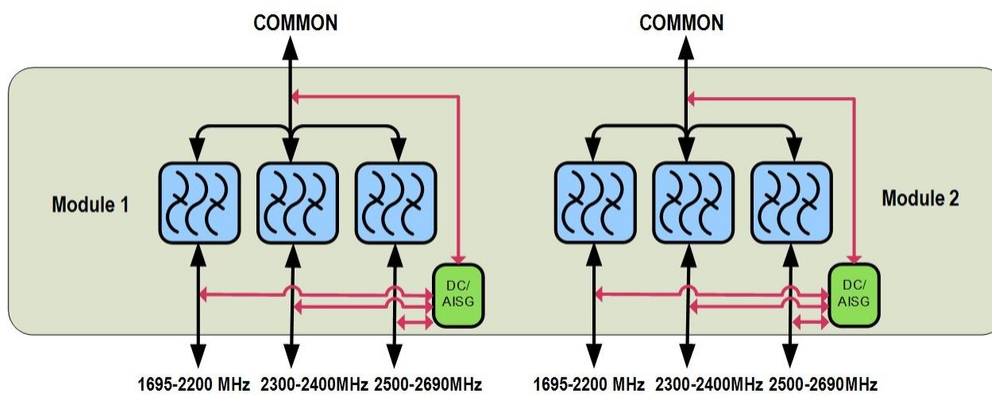 COMMON COMMON
Module 1
Module 2
DC/
AISG
DC/
AISG
1695-2200 MHz 2300-2400MHz 2500-2690MHz
1695-2200 MHz 2300-2400MHz 2500-2690MHz